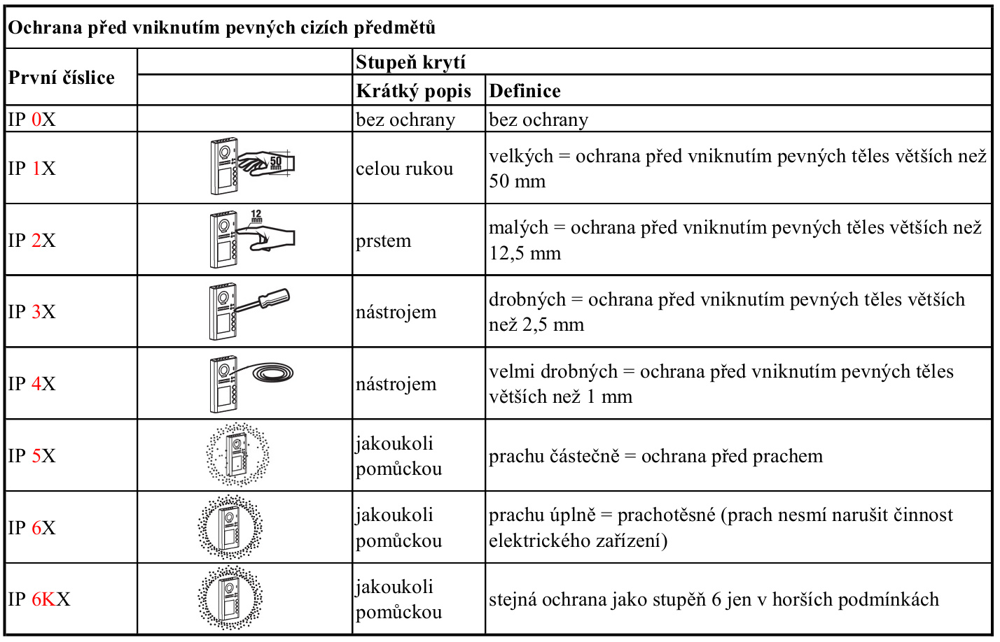 Ochrana před vniknutím pevných cizích předmětů
První číslice
Stupeň krytí
Krátký popis
Definice
IP 0X
bez ochrany
bez ochrany
IP 1X
50
mm
celou rukou
velkých = ochrana před vniknutím pevných těles větších než
50 mm
IP 2X
12
mm
prstem
malých = ochrana před vniknutím pevných těles větších než
12,5 mm
IP 3X
nástrojem
drobných = ochrana před vniknutím pevných těles větších
než 2,5 mm
IP 4X
nástrojem
velmi drobných = ochrana před vniknutím pevných těles
větších než 1 mm
IP 5X
jakoukoli
pomůckou
prachu částečně = ochrana před prachem
IP 6X
jakoukoli
pomůckou
prachu úplně = prachotěsné (prach nesmí narušit činnost
elektrického zařízení)
IP 6KX
jakoukoli
pomůckou
stejná ochrana jako stupěň 6 jen v horších podmínkách